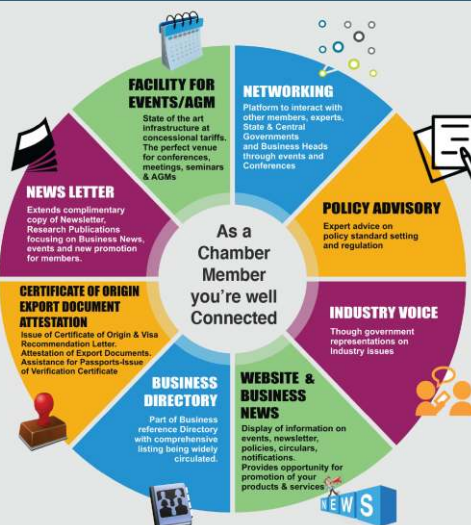 FACILITY FOR
EVENTS/AGM
State of the art
infrastructure at
concessional tariffs.
The perfect venue
for conferences,
meetings, seminars
& AGMs
NETWORKING
Platform to interact with
other members, experts,
State & Central
Governments
and Business Heads
through events and
Conferences
POLICY ADVISORY
Expert advice on
policy standard setting
and regulation
INDUSTRY VOICE
Though government
representations on
Industry issues
WEBSITE &
BUSINESS
NEWS
Display of information on
events, newsletter,
policies, circulars,
notifications.
Provides opportunity for
promotion of your
products & services
NEWS
BUSINESS
DIRECTORY
Part of Business
reference Directory
with comprehensive
listing being widely
circulated.
CERTIFICATE OF ORIGIN
EXPORT DOCUMENT
ATTESTATION
Issue of Certificate of Origin & Visa
Recommendation Letter.
Attestation of Export Documents.
Assistance for Passports-Issue
of Verification Certificate
NEWS LETTER
Extends complimentary
copy of Newsletter,
Research Publications
focusing on Business News,
events and new promotion
for members.
As a
Chamber
Member
you're well
Connected